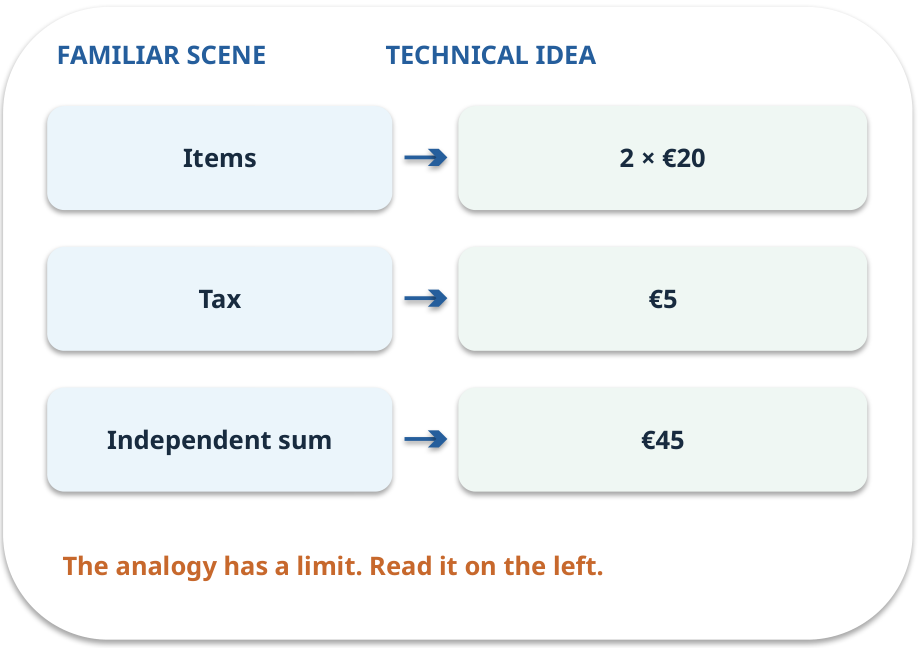 FAMILIAR SCENE TECHNICAL IDEA
Items → 2 × €20
Tax → €5
Independent sum → €45
The analogy has a limit. Read it on the left.